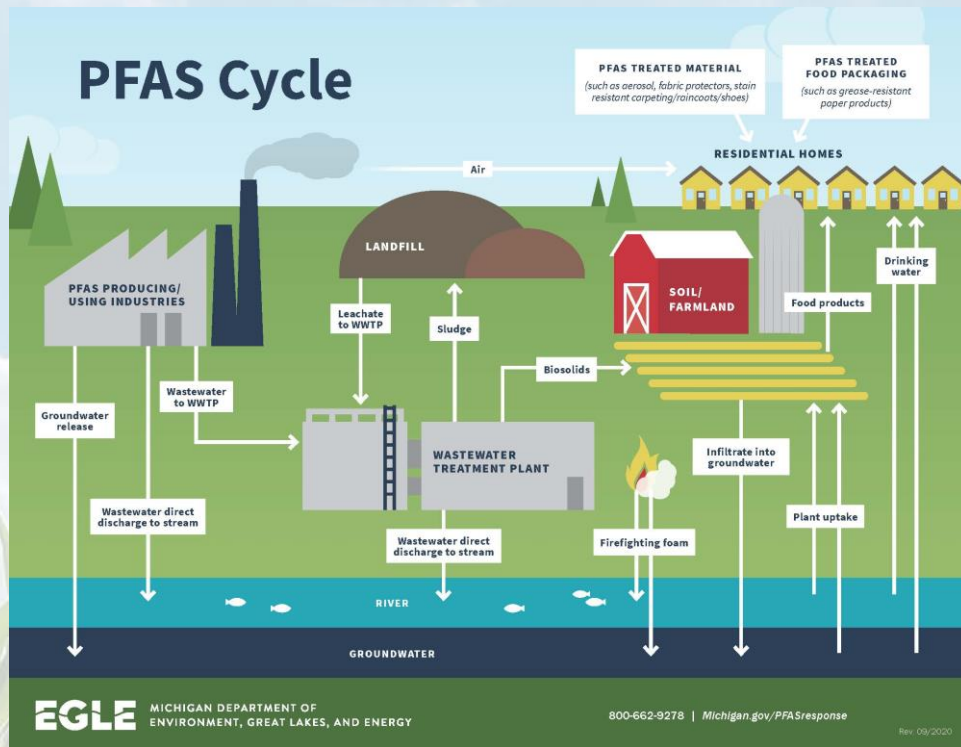 PFAS Cycle
PFAS TREATED MATERIAL
(such as aerosol, fabric protectors, stain
resistant carpeting/raincoats/shoes)
PFAS TREATED
FOOD PACKAGING
(such as grease-resistant
paper products)
RESIDENTIAL HOMES
Air
LANDFILL
PFAS PRODUCING/
USING INDUSTRIES
SOIL/
FARMLAND
Drinking
water
Food products
Leachate
to WWTP
Sludge
Biosolids
Wastewater
to WWTP
Groundwater
release
WASTEWATER
TREATMENT PLANT
Infiltrate into
groundwater
Wastewater direct
discharge to stream
Wastewater direct
discharge to stream
Firefighting foam
Plant uptake
RIVER
GROUNDWATER
EGLE
MICHIGAN DEPARTMENT OF
ENVIRONMENT, GREAT LAKES, AND ENERGY
800-662-9278 | Michigan.gov/PFASresponse
Rev. 09/2020